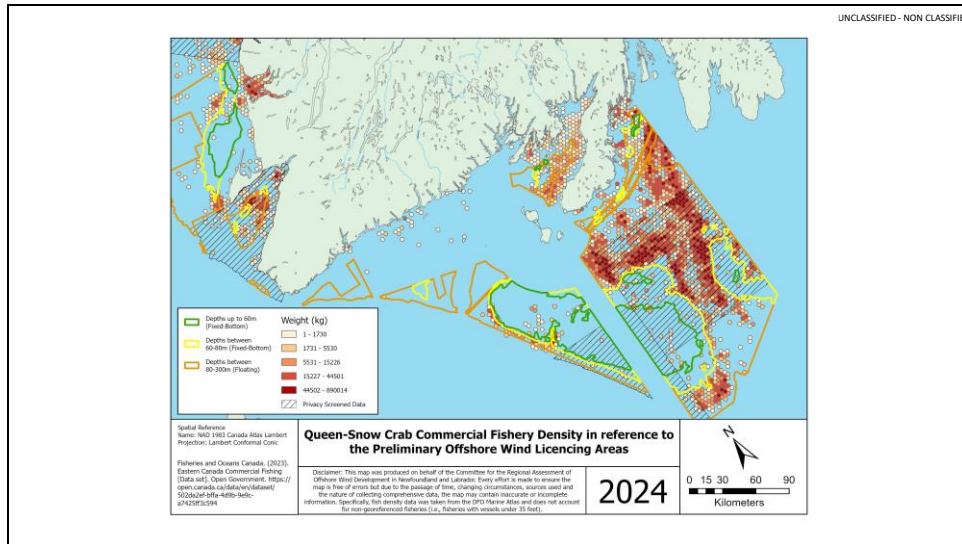 UNCLASSIFIED - NON CLASSIFIÉ
Depths up to 60m
(Fixed-Bottom)
Depths between
60-80m (Fixed-Bottom)
Depths between
80-300m (Floating)
Weight (kg)
1 - 1730
1731 - 5530
5531 - 15226
15227 - 44501
44502 - 890014
Privacy Screened Data
Spatial Reference
Name: NAD 1983 Canada Atlas Lambert
Projection: Lambert Conformal Conic
Fisheries and Oceans Canada. (2023).
Eastern Canada Commercial Fishing
[Data set]. Open Government. https://
open.canada.ca/data/en/dataset/
502da2ef-bffa-4d9b-9e9c-
a7425ff3c594
Queen-Snow Crab Commercial Fishery Density in reference to
the Preliminary Offshore Wind Licencing Areas
Disclaimer: This map was produced on behalf of the Committee for the Regional Assessment of
Offshore Wind Development in Newfoundland and Labrador. Every effort is made to ensure the
map is free of errors but due to the passage of time, changing circumstances, sources used and
the nature of collecting comprehensive data, the map may contain inaccurate or incomplete
information. Specifically, fish density data was taken from the DFO Marine Atlas and does not account
for non-georeferenced fisheries (i.e., fisheries with vessels under 35 feet).
2024
N
0 15 30 60 90
Kilometers